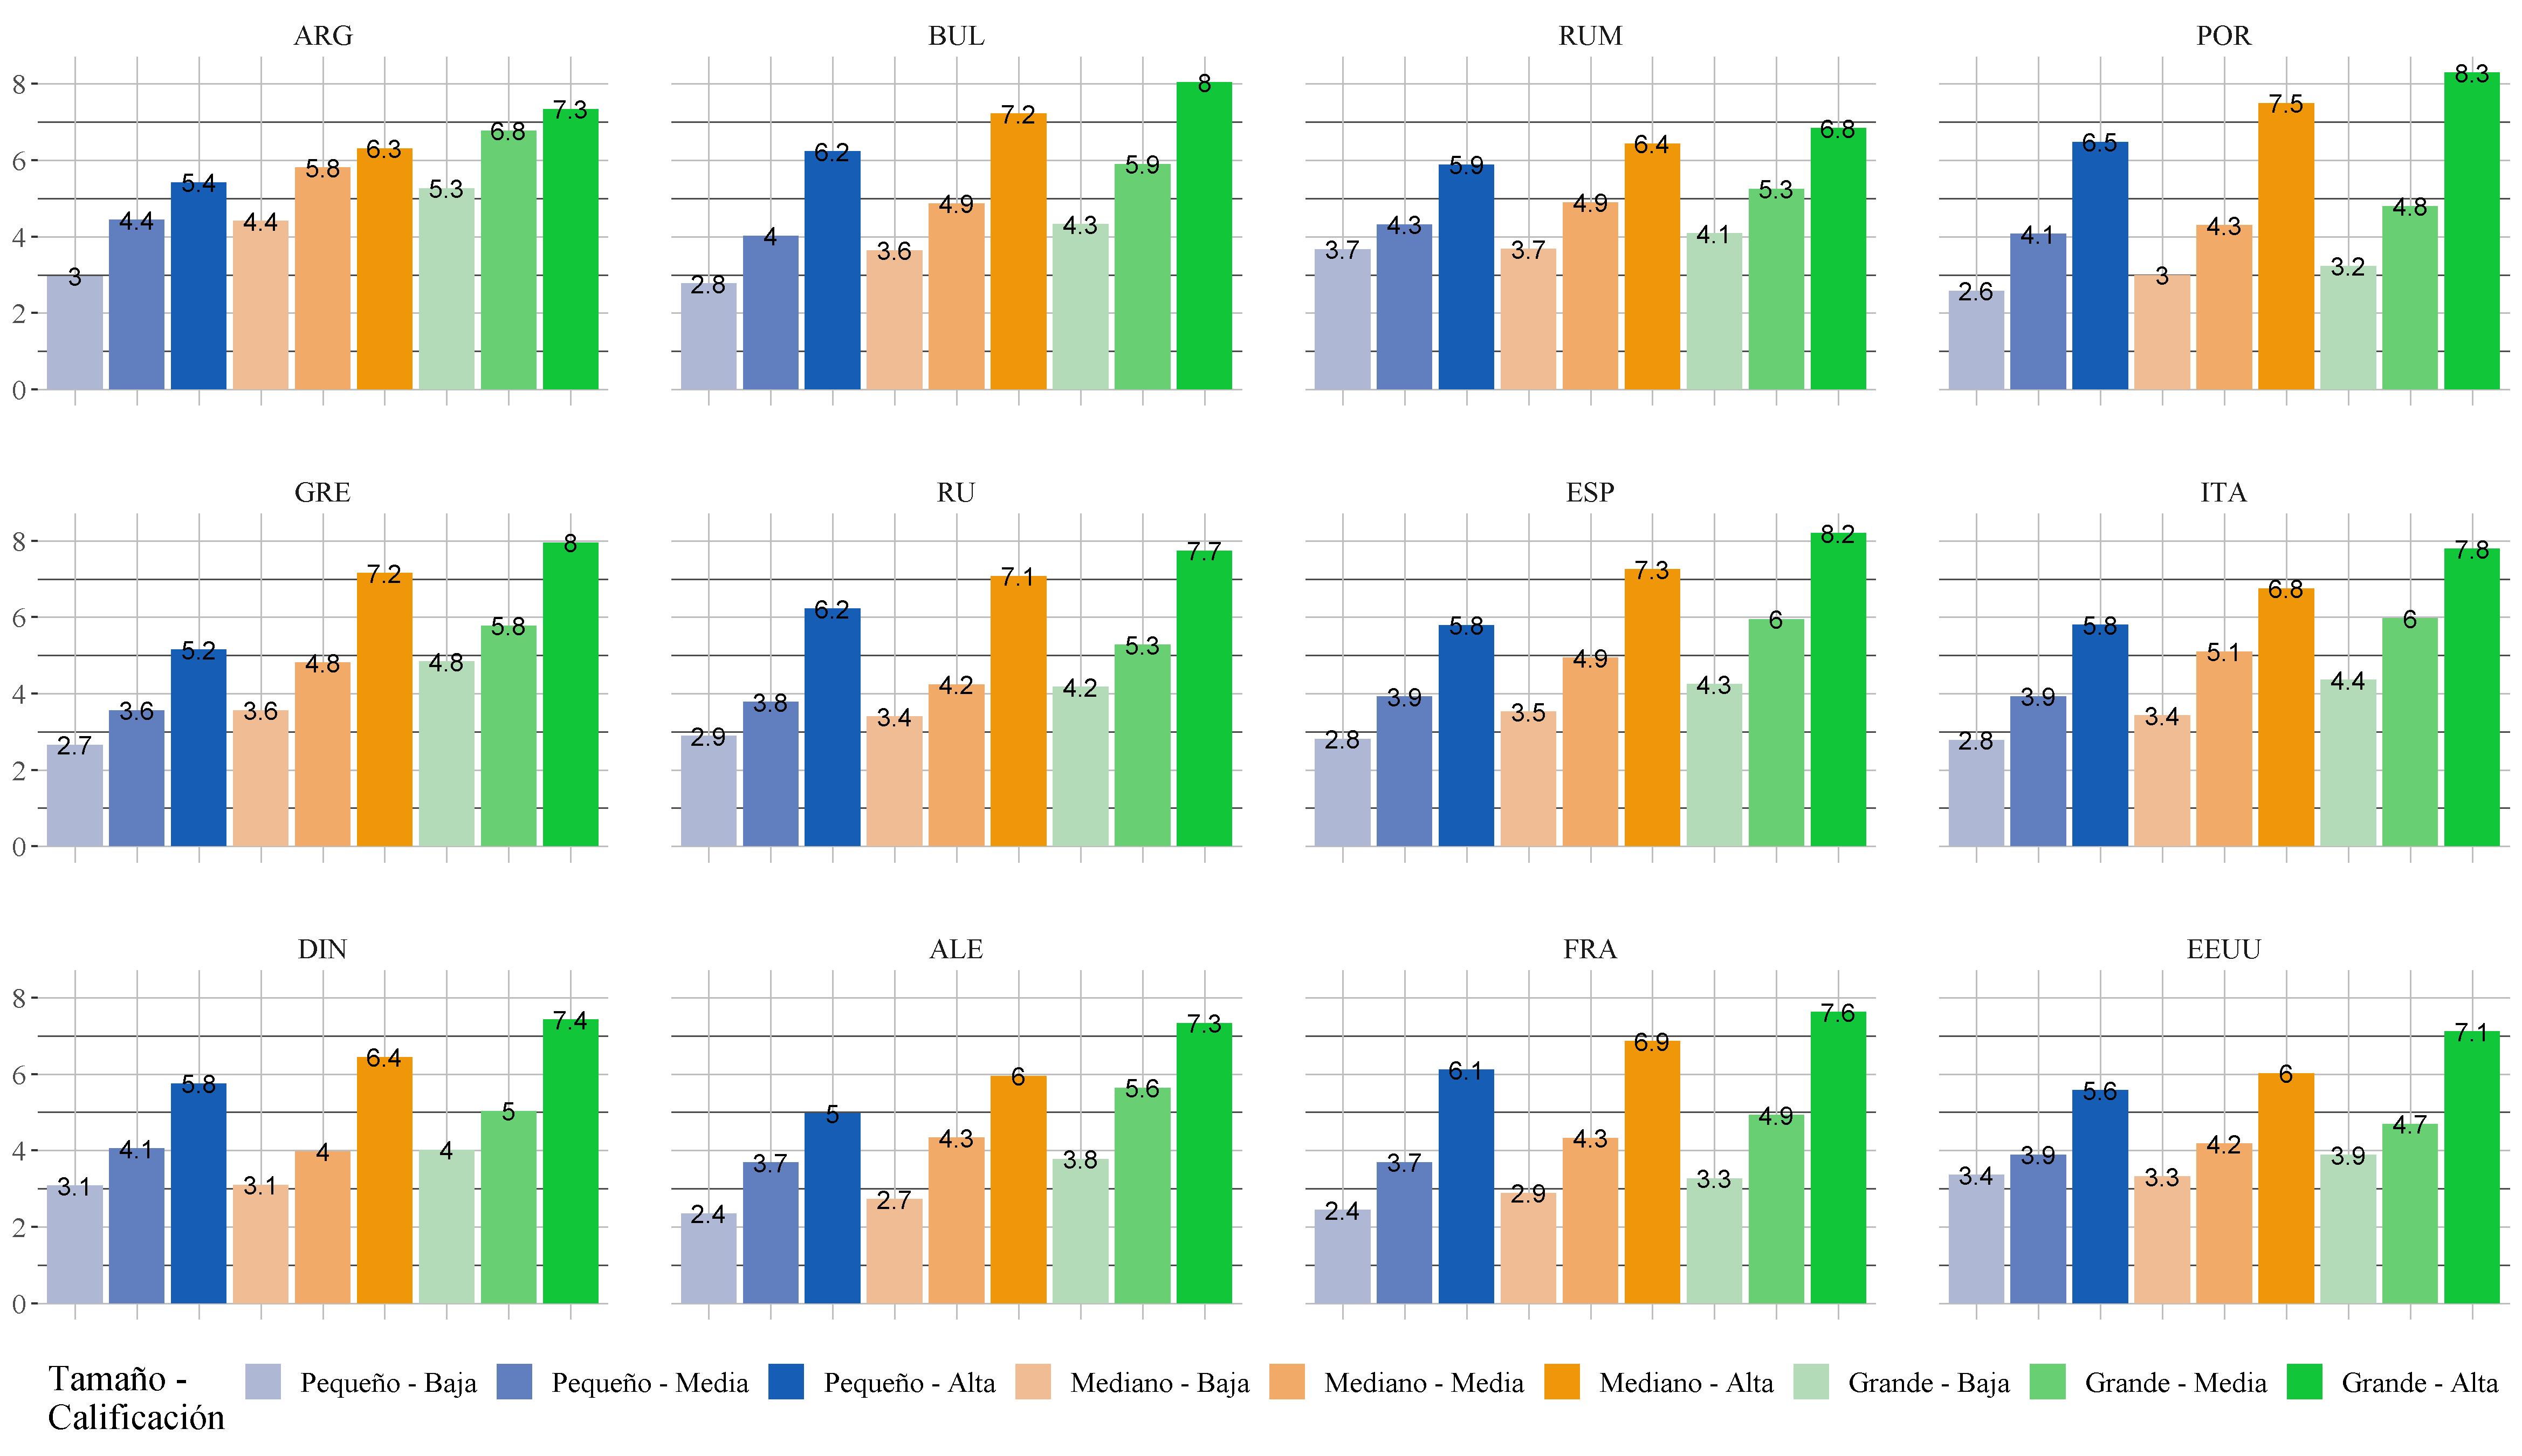 ARG BUL RUM POR
8
6
4
2
0
3 4.4 5.4 4.4 5.8 6.3 5.3 6.8 7.3
2.8 4 6.2 3.6 4.9 7.2 4.3 5.9 8
3.7 4.3 5.9 3.7 4.9 6.4 4.1 5.3 6.8
2.6 4.1 6.5 3 4.3 7.5 3.2 4.8 8.3
GRE RU ESP ITA
8
6
4
2
0
2.7 3.6 5.2 3.6 4.8 7.2 4.8 5.8 8
2.9 3.8 6.2 3.4 4.2 7.1 4.2 5.3 7.7
2.8 3.9 5.8 3.5 4.9 7.3 4.3 6 8.2
2.8 3.9 5.8 3.4 5.1 6.8 4.4 6 7.8
DIN ALE FRA EEUU
8
6
4
2
0
3.1 4.1 5.8 3.1 4 6.4 4 5 7.4
2.4 3.7 5 2.7 4.3 6 3.8 5.6 7.3
2.4 3.7 6.1 2.9 4.3 6.9 3.3 4.9 7.6
3.4 3.9 5.6 3.3 4.2 6 3.9 4.7 7.1
Tamaño -
Calificación
Pequeño - Baja Pequeño - Media Pequeño - Alta Mediano - Baja Mediano - Media Mediano - Alta Grande - Baja Grande - Media Grande - Alta